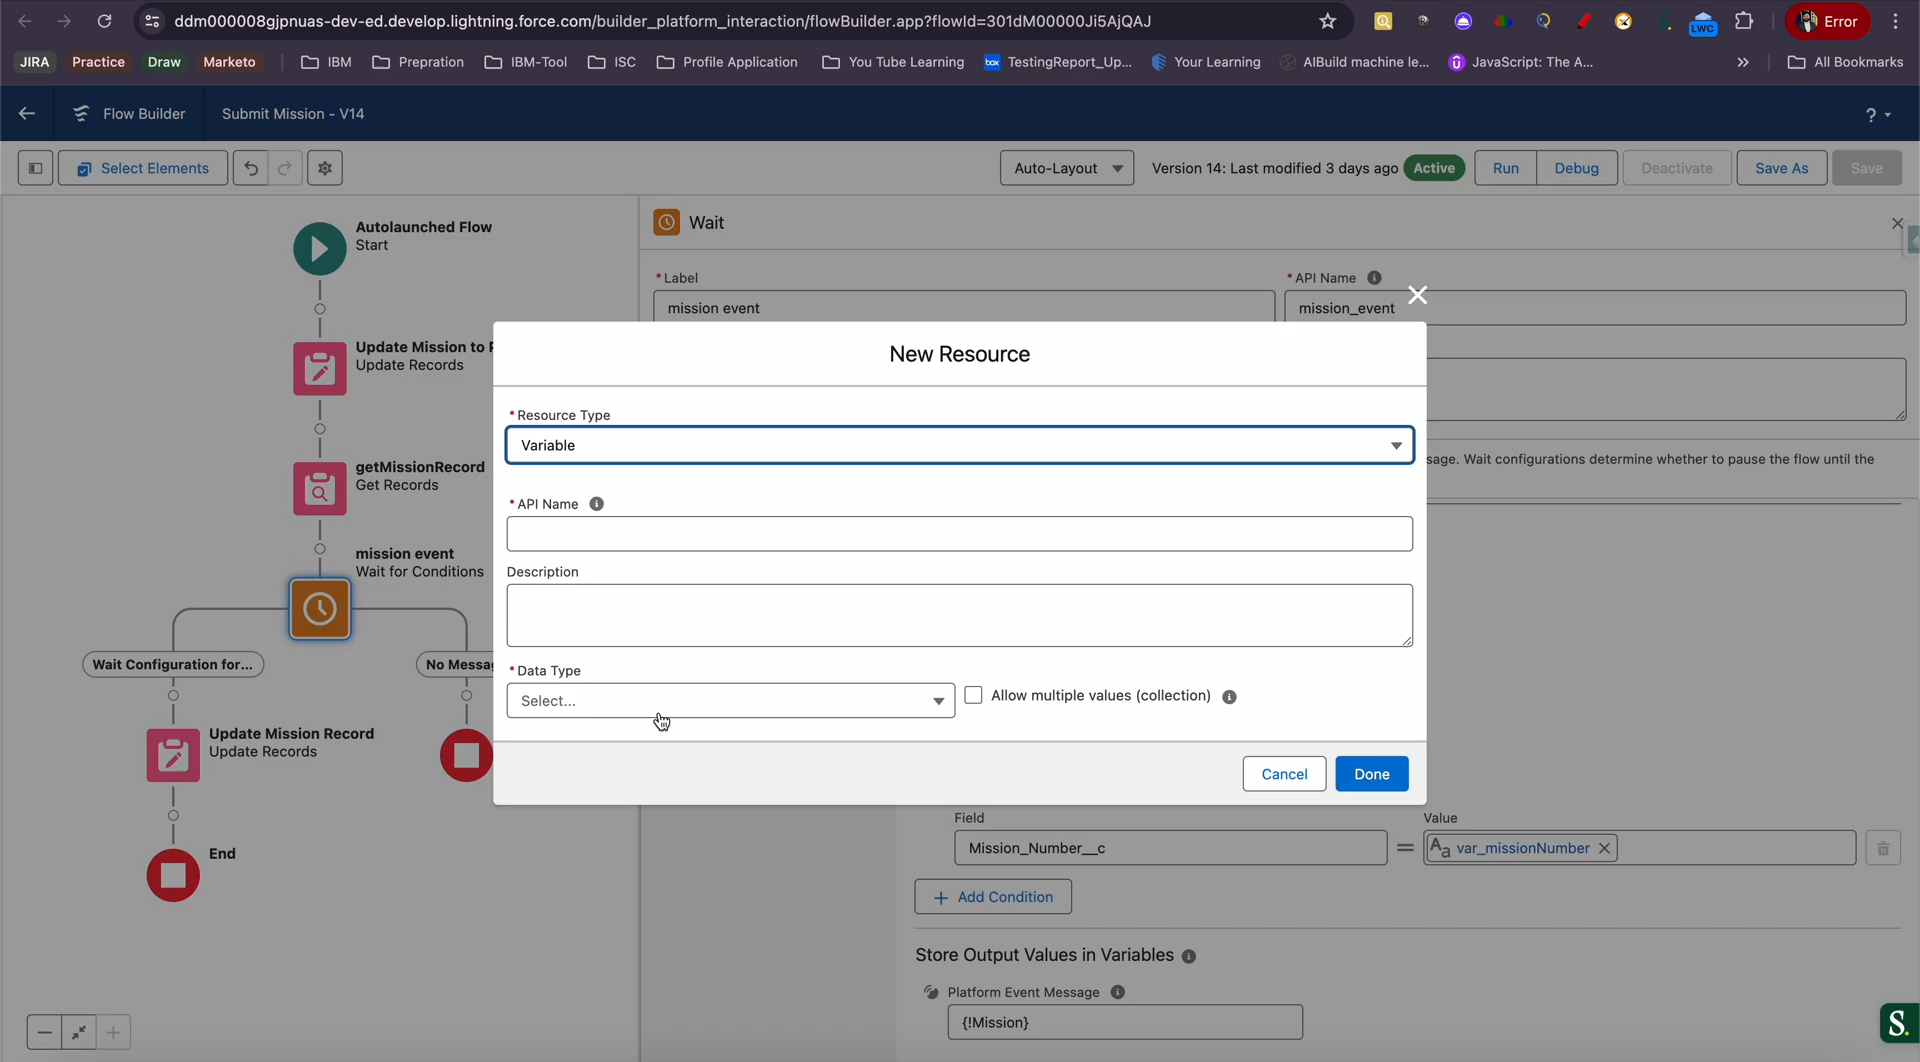 ddm000008gjpnuas-dev-ed.develop.lightning.force.com/builder_platform_interaction/flowBuilder.app?flowId=301dM00000Ji5AjQAJ
LWC
Error
JIRA
Practice
Draw
Marketo
IBM
Prepration
IBM-Tool
ISC
Profile Application
You Tube Learning
box
TestingReport_Up...
Your Learning
AIBuild machine le...
JavaScript: The A...
All Bookmarks
Flow Builder
Submit Mission - V14
?
Select Elements
Auto-Layout
Version 14: Last modified 3 days ago
Active
Run
Debug
Deactivate
Save As
Save
Autolaunched Flow
Start
Update Mission to
Update Records
getMissionRecord
Get Records
mission event
Wait for Conditions
Wait Configuration for...
No Messa
Update Mission Record
Update Records
End
Wait
* Label
mission event
* API Name
mission_event
sage. Wait configurations determine whether to pause the flow until the
New Resource
* Resource Type
Variable
* API Name
Description
* Data Type
Select...
Allow multiple values (collection)
Cancel
Done
Field
Mission_Number__c
=
Value
Aa var_missionNumber
+ Add Condition
Store Output Values in Variables
Platform Event Message
{!Mission}
S.